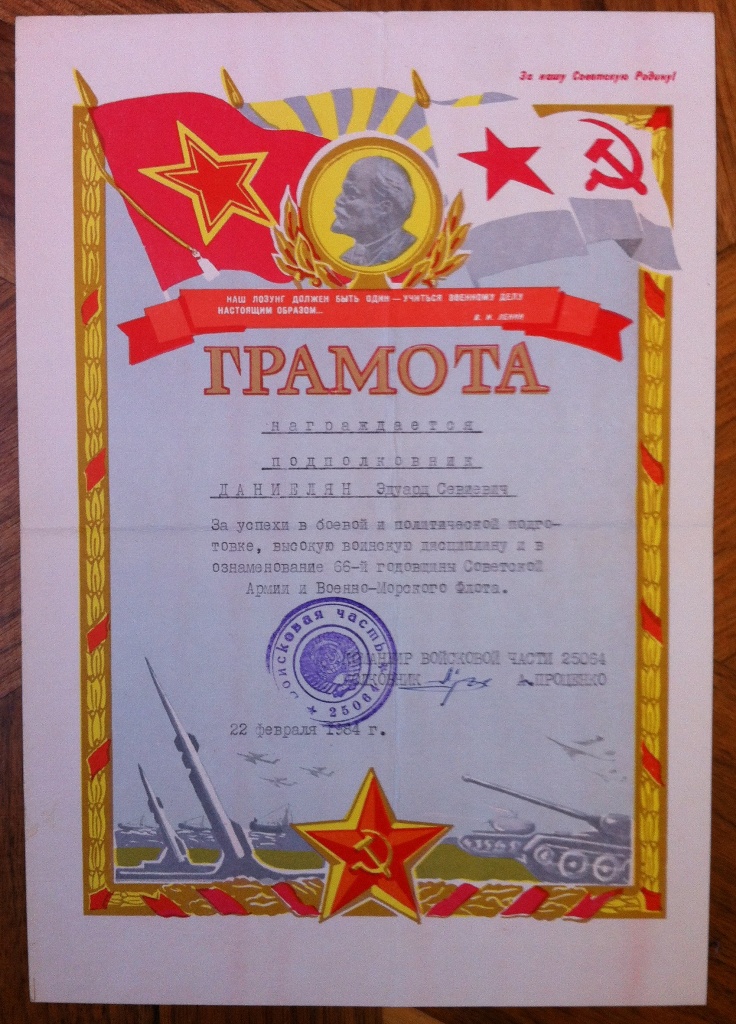 За нашу Советскую Родину!
НАШ ЛОЗУНГ ДОЛЖЕН БЫТЬ ОДИН — УЧИТЬСЯ ВОЕННОМУ ДЕЛУ
НАСТОЯЩИМ ОБРАЗОМ...
В. И. ЛЕНИН
ГРАМОТА
награждается
подполковник
ДАНИЕЛЯН Эдуард Севиевич
За успехи в боевой и политической подго-
товке, высокую воинскую дисциплину и в
ознаменование 66-й годовщины Советской
Армии и Военно-Морского Флота.
войсковая часть
25064
КОМАНДИР ВОЙСКОВОЙ ЧАСТИ 25064
ПОЛКОВНИК А.ПРОЦЕНКО
22 февраля 1984 г.